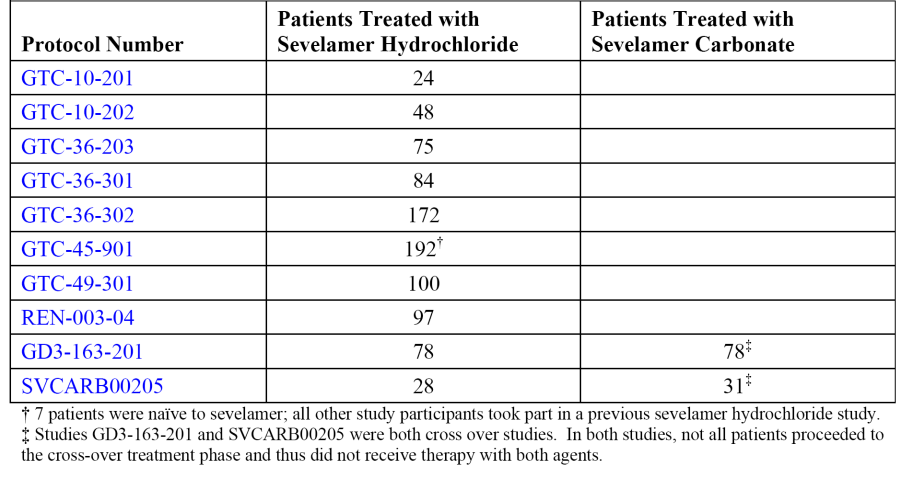 Protocol Number Patients Treated with Sevelamer Hydrochloride Patients Treated with Sevelamer Carbonate
GTC-10-201 24
GTC-10-202 48
GTC-36-203 75
GTC-36-301 84
GTC-36-302 172
GTC-45-901 192†
GTC-49-301 100
REN-003-04 97
GD3-163-201 78 78‡
SVCARB00205 28 31‡
† 7 patients were naïve to sevelamer; all other study participants took part in a previous sevelamer hydrochloride study.
‡ Studies GD3-163-201 and SVCARB00205 were both cross over studies.  In both studies, not all patients proceeded to
the cross-over treatment phase and thus did not receive therapy with both agents.